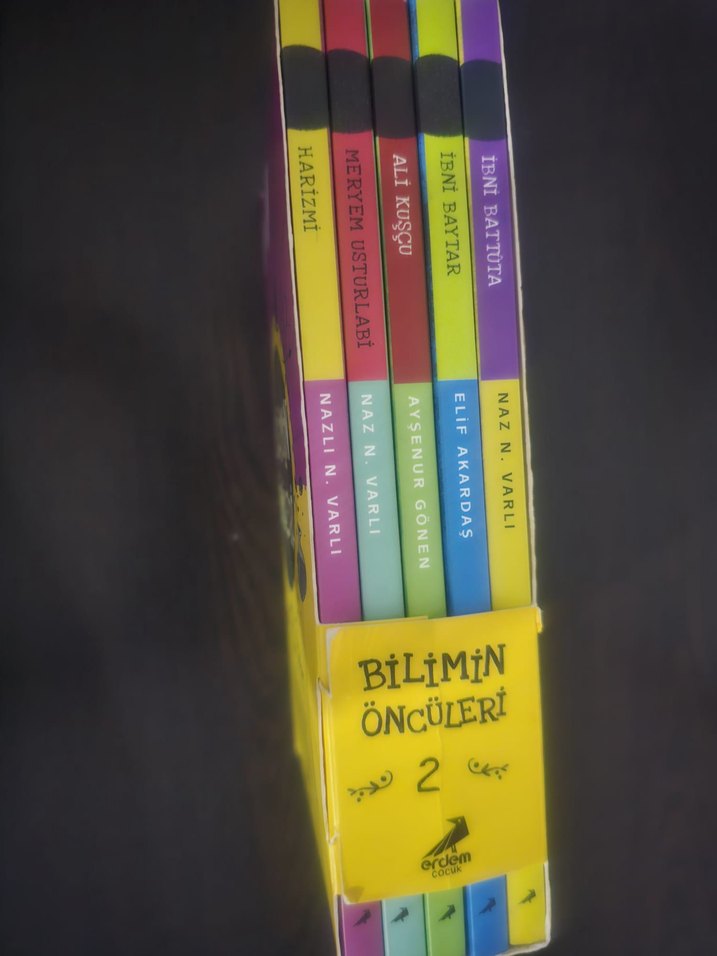 HARİZMİ
NAZLI N. VARLI
MERYEM USTURLABİ
NAZ N. VARLI
ALİ KUŞÇU
AYŞENUR GÖNEN
İBNİ BAYTAR
ELİF AKARDAŞ
İBNİ BATTÛTA
NAZ N. VARLI
BİLİMİN
ÖNCÜLERİ
2
erdem
çocuk